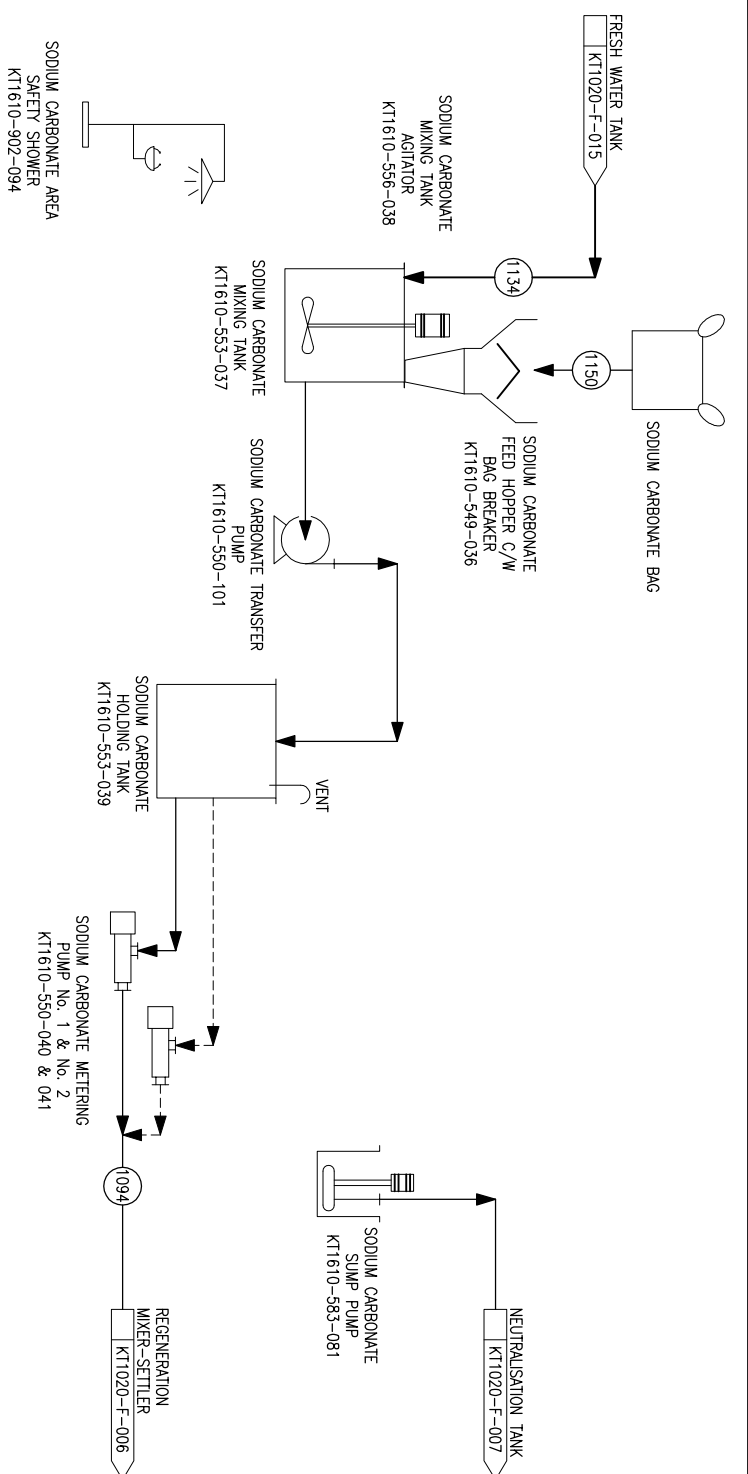 FRESH WATER TANK
KT1020-F-015
1134
SODIUM CARBONATE BAG
1150
SODIUM CARBONATE
FEED HOPPER C/W
BAG BREAKER
KT1610-549-036
SODIUM CARBONATE
MIXING TANK
AGITATOR
KT1610-556-038
SODIUM CARBONATE
MIXING TANK
KT1610-553-037
SODIUM CARBONATE TRANSFER
PUMP
KT1610-550-101
SODIUM CARBONATE AREA
SAFETY SHOWER
KT1610-902-094
VENT
SODIUM CARBONATE
HOLDING TANK
KT1610-553-039
SODIUM CARBONATE METERING
PUMP No. 1 & No. 2
KT1610-550-040 & 041
1094
SODIUM CARBONATE
SUMP PUMP
KT1610-583-081
NEUTRALISATION TANK
KT1020-F-007
REGENERATION
MIXER-SETTLER
KT1020-F-006